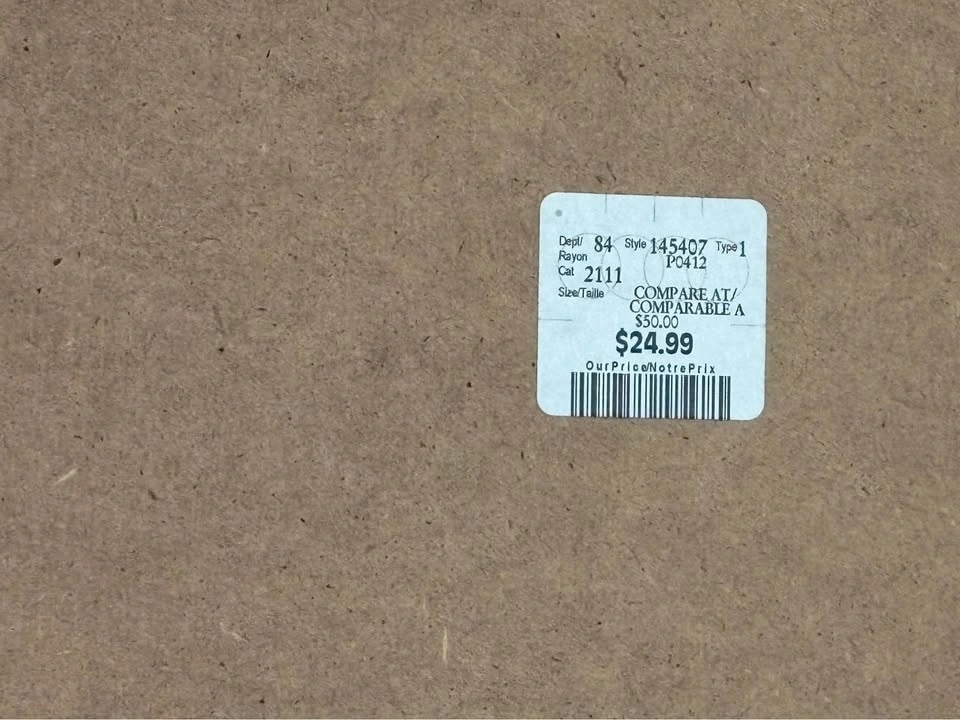 Dept/ 84 Style 145407 Type 1
Rayon P0412
Cat 2111
Size/Taille COMPARE AT/
COMPARABLE A
$50.00
$24.99
OurPrice/NotrePrix